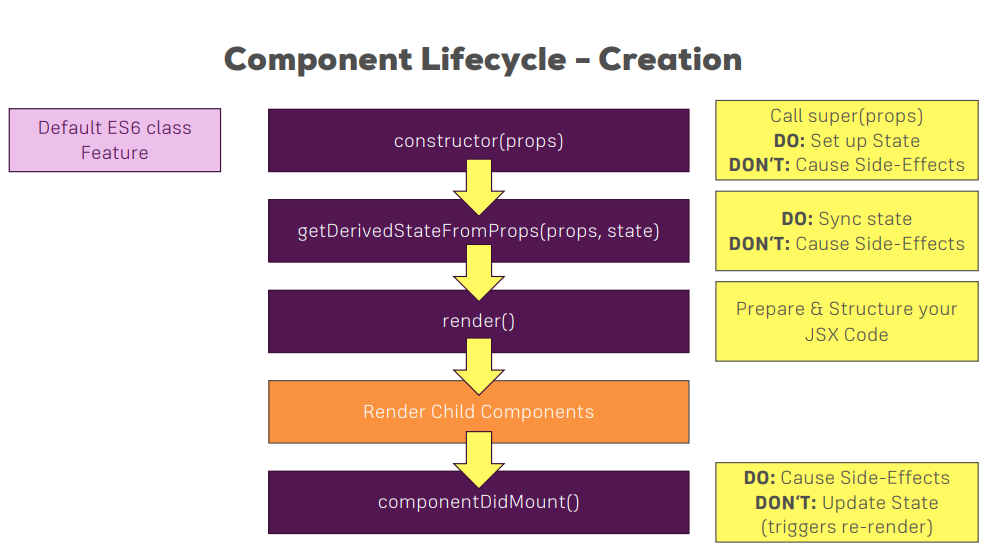 Component Lifecycle – Creation
Default ES6 class
Feature
constructor(props)
Call super(props)
DO: Set up State
DON'T: Cause Side-Effects
getDerivedStateFromProps(props, state)
DO: Sync state
DON'T: Cause Side-Effects
render()
Prepare & Structure your
JSX Code
Render Child Components
componentDidMount()
DO: Cause Side-Effects
DON'T: Update State
(triggers re-render)